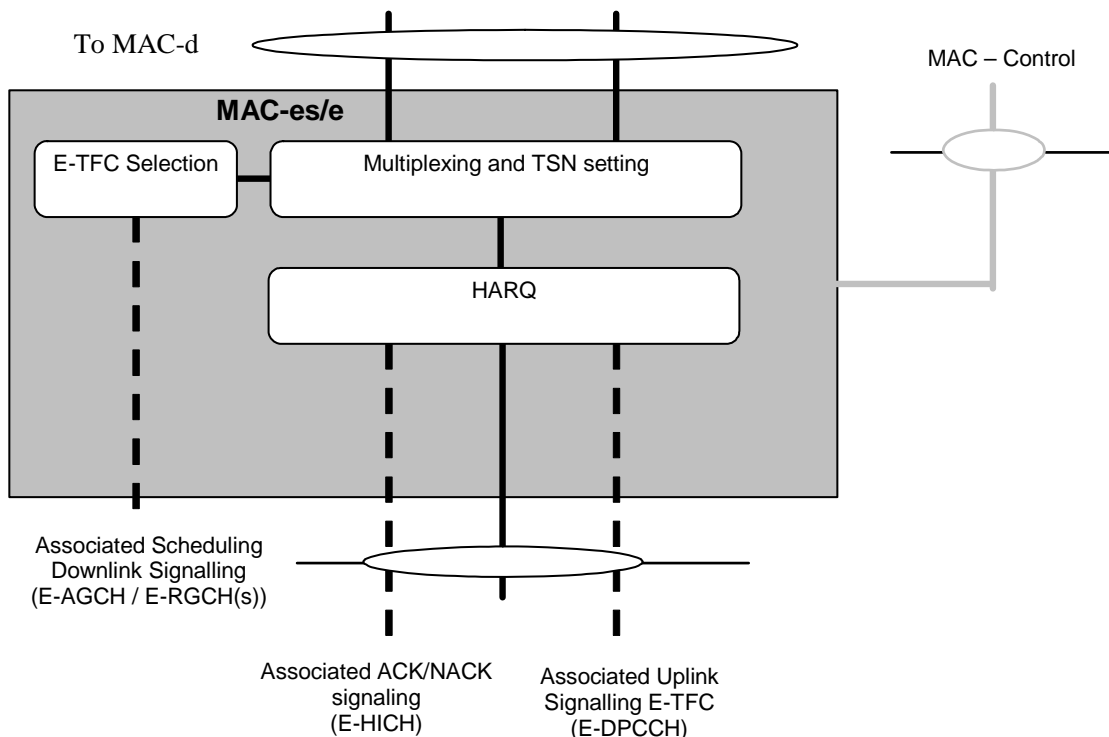 To MAC-d
MAC – Control
MAC-es/e
E-TFC Selection
Multiplexing and TSN setting
HARQ
Associated Scheduling
Downlink Signalling
(E-AGCH / E-RGCH(s))
Associated ACK/NACK
signaling
(E-HICH)
Associated Uplink
Signalling E-TFC
(E-DPCCH)